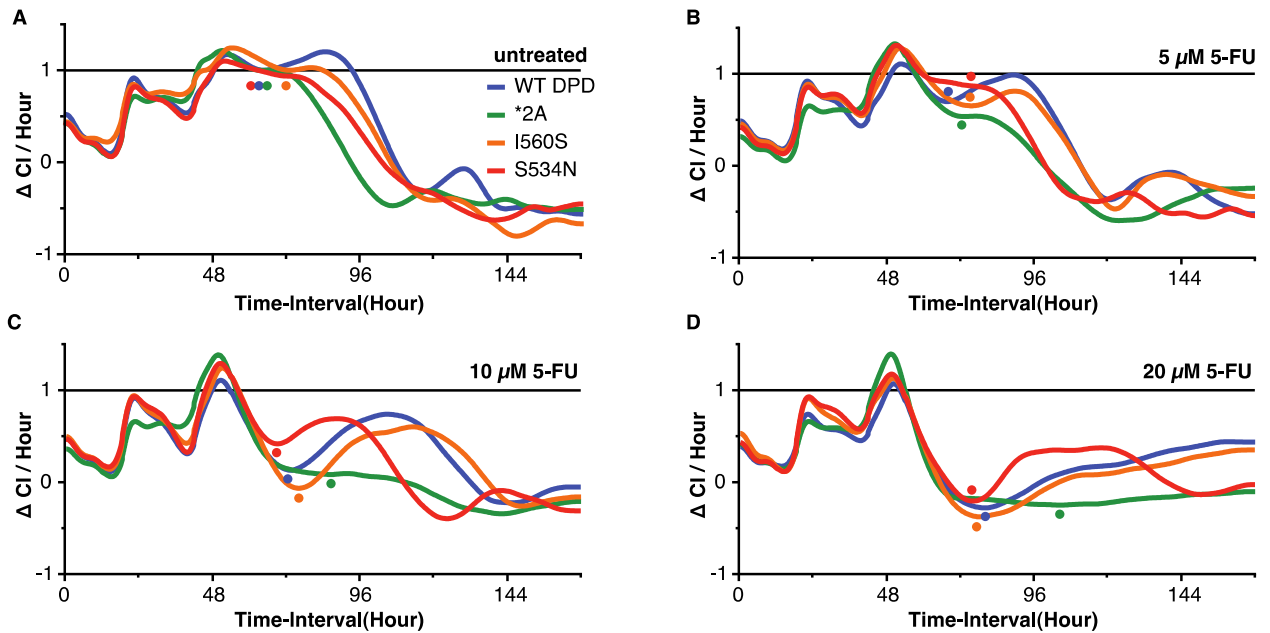 A
untreated
WT DPD
*2A
I560S
S534N
Δ CI / Hour
1
0
-1
0
48
96
144
Time-Interval(Hour)
B
5 µM 5-FU
Δ CI / Hour
1
0
-1
0
48
96
144
Time-Interval(Hour)
C
10 µM 5-FU
Δ CI / Hour
1
0
-1
0
48
96
144
Time-Interval(Hour)
D
20 µM 5-FU
Δ CI / Hour
1
0
-1
0
48
96
144
Time-Interval(Hour)